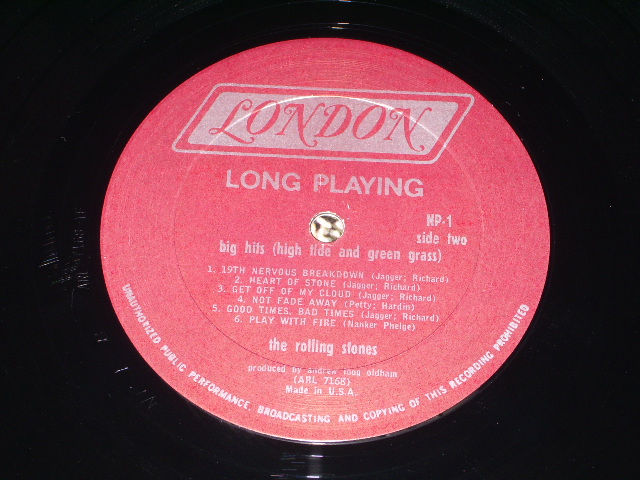 LONDON
LONG PLAYING
NP-1
side two
big hits (high tide and green grass)
1. 19TH NERVOUS BREAKDOWN (Jagger; Richard)
2. HEART OF STONE (Jagger; Richard)
3. GET OFF OF MY CLOUD (Jagger; Richard)
4. NOT FADE AWAY (Petty; Hardin)
5. GOOD TIMES, BAD TIMES (Jagger; Richard)
6. PLAY WITH FIRE (Nanker Phelge)
the rolling stones
produced by andrew loog oldham
(ARL 7168)
Made in U.S.A.
UNAUTHORIZED PUBLIC PERFORMANCE, BROADCASTING AND COPYING OF THIS RECORDING PROHIBITED